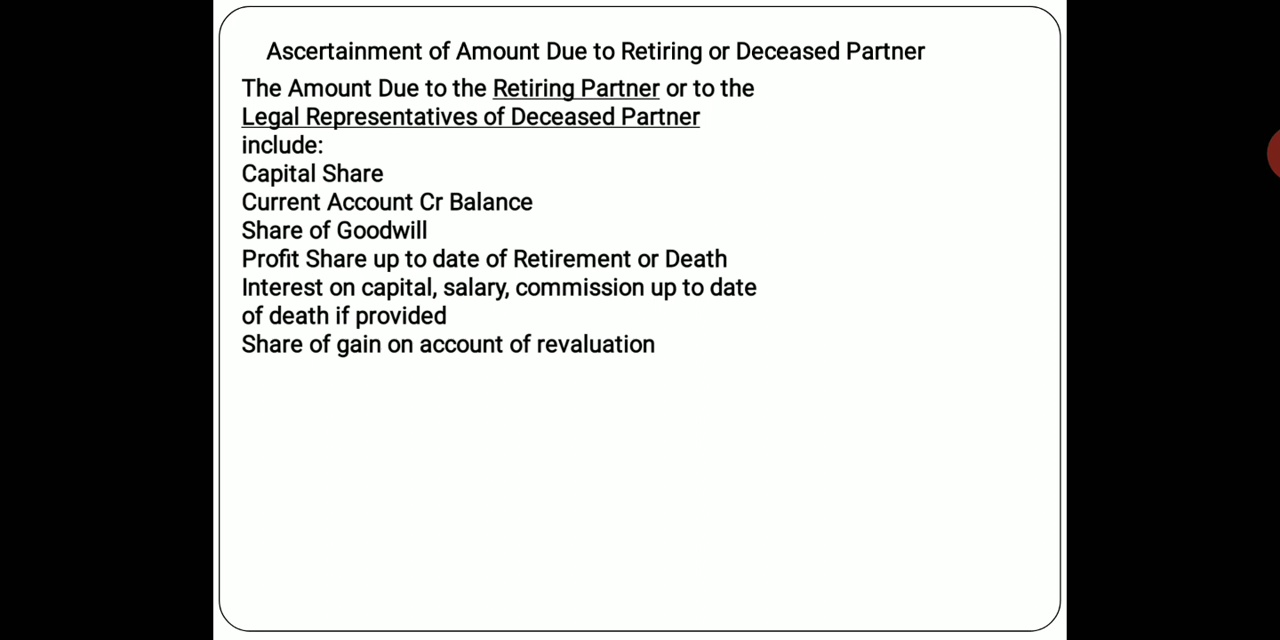 Ascertainment of Amount Due to Retiring or Deceased Partner
The Amount Due to the Retiring Partner or to the
Legal Representatives of Deceased Partner
include:
Capital Share
Current Account Cr Balance
Share of Goodwill
Profit Share up to date of Retirement or Death
Interest on capital, salary, commission up to date
of death if provided
Share of gain on account of revaluation